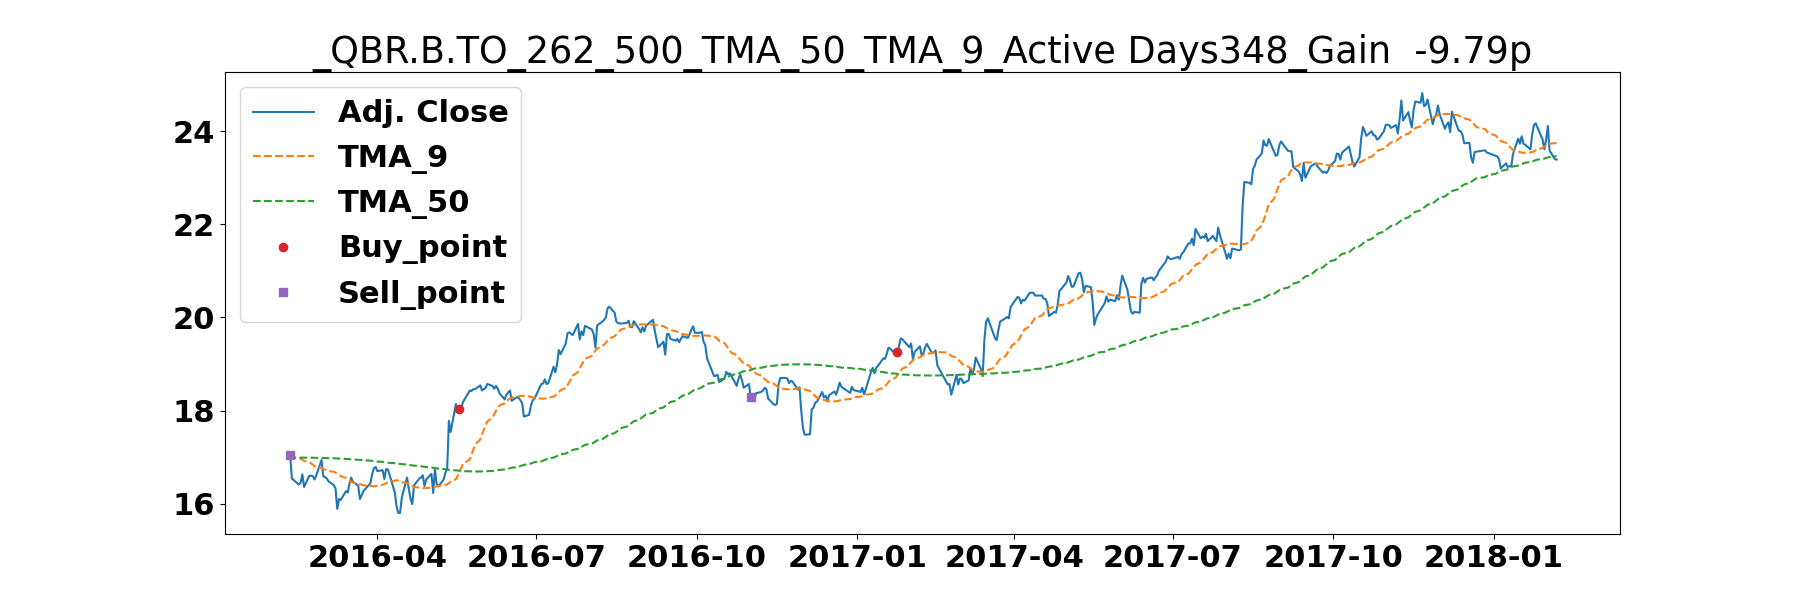 _QBR.B.TO_262_500_TMA_50_TMA_9_Active Days348_Gain  -9.79p
Adj. Close
TMA_9
TMA_50
Buy_point
Sell_point
24
22
20
18
16
2016-04
2016-07
2016-10
2017-01
2017-04
2017-07
2017-10
2018-01